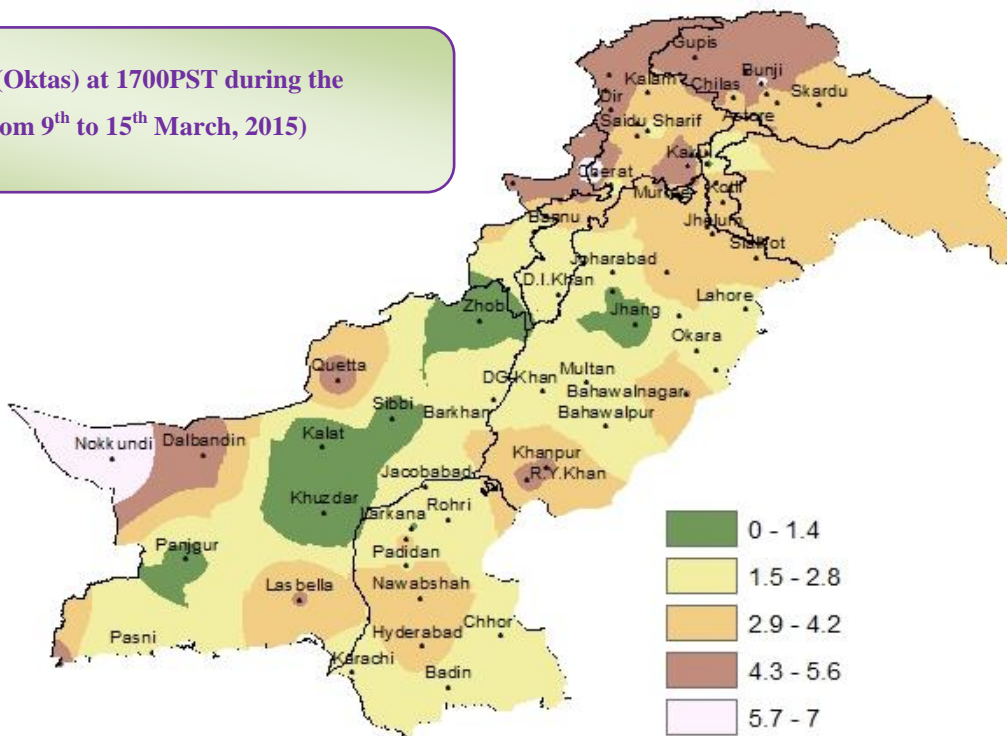 (Oktas) at 1700PST during the
om 9th to 15th March, 2015)
Gupis
Bunji
Kalam
Chilas
Skardu
Dir
Astore
Saidu Sharif
Kakul
Cherat
Kotli
Bannu
Jhelum
Sialkot
Joharabad
D.I.Khan
Lahore
Zhob
Jhang
Okara
Quetta
Multan
DG Khan
Bahawalnagar
Sibbi
Barkhan
Bahawalpur
Nokkundi
Dalbandin
Kalat
Khanpur
Jacobabad
R.Y.Khan
Khuzdar
Rohri
Larkana
Panjgur
Padidan
Lasbella
Nawabshah
Chhor
Pasni
Hyderabad
Karachi
Badin
0 - 1.4
1.5 - 2.8
2.9 - 4.2
4.3 - 5.6
5.7 - 7